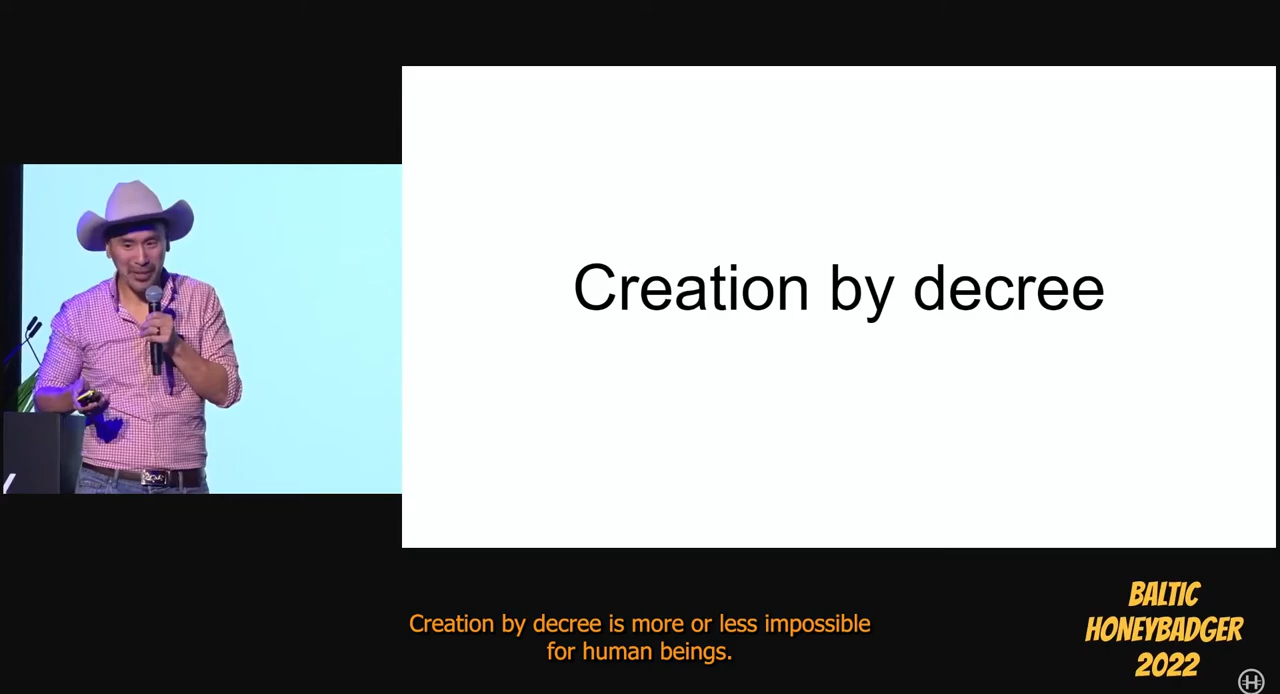 Creation by decree
Creation by decree is more or less impossible
for human beings.
BALTIC
HONEYBADGER
2022